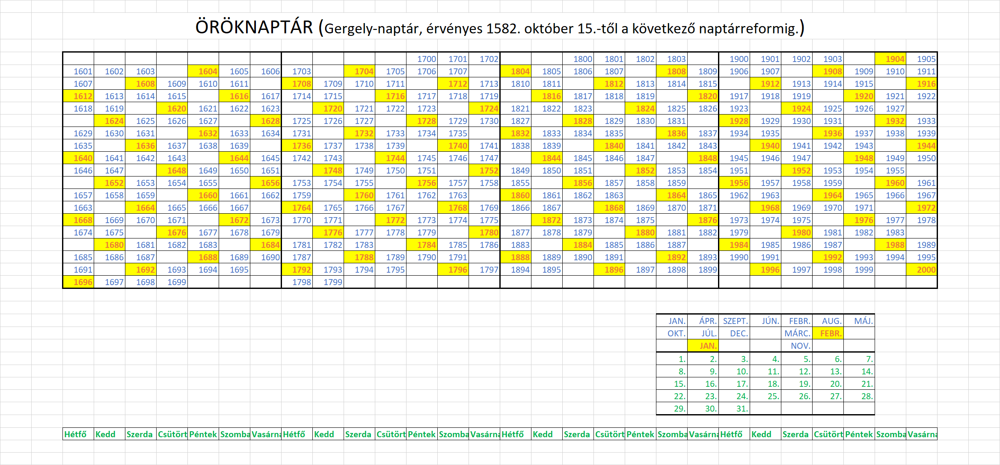 ÖRÖKNAPTÁR (Gergely-naptár, érvényes 1582. október 15.-től a következő naptárreformig.)
1700 1701 1702 1800 1801 1802 1803 1900 1901 1902 1903 1904 1905
1601 1602 1603 1604 1605 1606 1703 1704 1705 1706 1707 1804 1805 1806 1807 1808 1809 1906 1907 1908 1909 1910 1911
1607 1608 1609 1610 1611 1708 1709 1710 1711 1712 1713 1810 1811 1812 1813 1814 1815 1912 1913 1914 1915 1916
1612 1613 1614 1615 1616 1617 1714 1715 1716 1717 1718 1719 1816 1817 1818 1819 1820 1917 1918 1919 1920 1921 1922
1618 1619 1620 1621 1622 1623 1720 1721 1722 1723 1724 1821 1822 1823 1824 1825 1826 1923 1924 1925 1926 1927
1624 1625 1626 1627 1628 1725 1726 1727 1728 1729 1730 1827 1828 1829 1830 1831 1928 1929 1930 1931 1932 1933
1629 1630 1631 1632 1633 1634 1731 1732 1733 1734 1735 1832 1833 1834 1835 1836 1837 1934 1935 1936 1937 1938 1939
1635 1636 1637 1638 1639 1736 1737 1738 1739 1740 1741 1838 1839 1840 1841 1842 1843 1940 1941 1942 1943 1944
1640 1641 1642 1643 1644 1645 1742 1743 1744 1745 1746 1747 1844 1845 1846 1847 1848 1945 1946 1947 1948 1949 1950
1646 1647 1648 1649 1650 1651 1748 1749 1750 1751 1752 1849 1850 1851 1852 1853 1854 1951 1952 1953 1954 1955
1652 1653 1654 1655 1656 1753 1754 1755 1756 1757 1758 1855 1856 1857 1858 1859 1956 1957 1958 1959 1960 1961
1657 1658 1659 1660 1661 1662 1759 1760 1761 1762 1763 1860 1861 1862 1863 1864 1865 1962 1963 1964 1965 1966 1967
1663 1664 1665 1666 1667 1764 1765 1766 1767 1768 1769 1866 1867 1868 1869 1870 1871 1968 1969 1970 1971 1972
1668 1669 1670 1671 1672 1673 1770 1771 1772 1773 1774 1775 1872 1873 1874 1875 1876 1973 1974 1975 1976 1977 1978
1674 1675 1676 1677 1678 1679 1776 1777 1778 1779 1780 1877 1878 1879 1880 1881 1882 1979 1980 1981 1982 1983
1680 1681 1682 1683 1684 1781 1782 1783 1784 1785 1786 1883 1884 1885 1886 1887 1984 1985 1986 1987 1988 1989
1685 1686 1687 1688 1689 1690 1787 1788 1789 1790 1791 1888 1889 1890 1891 1892 1893 1990 1991 1992 1993 1994 1995
1691 1692 1693 1694 1695 1792 1793 1794 1795 1796 1797 1894 1895 1896 1897 1898 1899 1996 1997 1998 1999 2000
1696 1697 1698 1699 1798 1799
JAN. ÁPR. SZEPT. JÚN. FEBR. AUG. MÁJ.
OKT. JÚL. DEC. MÁRC. FEBR.
JAN. NOV.
1. 2. 3. 4. 5. 6. 7.
8. 9. 10. 11. 12. 13. 14.
15. 16. 17. 18. 19. 20. 21.
22. 23. 24. 25. 26. 27. 28.
29. 30. 31.
Hétfő Kedd Szerda Csütört Péntek Szomba Vasárna Hétfő Kedd Szerda Csütört Péntek Szomba Vasárna Hétfő Kedd Szerda Csütört Péntek Szomba Vasárna Hétfő Kedd Szerda Csütört Péntek Szomba Vasárna